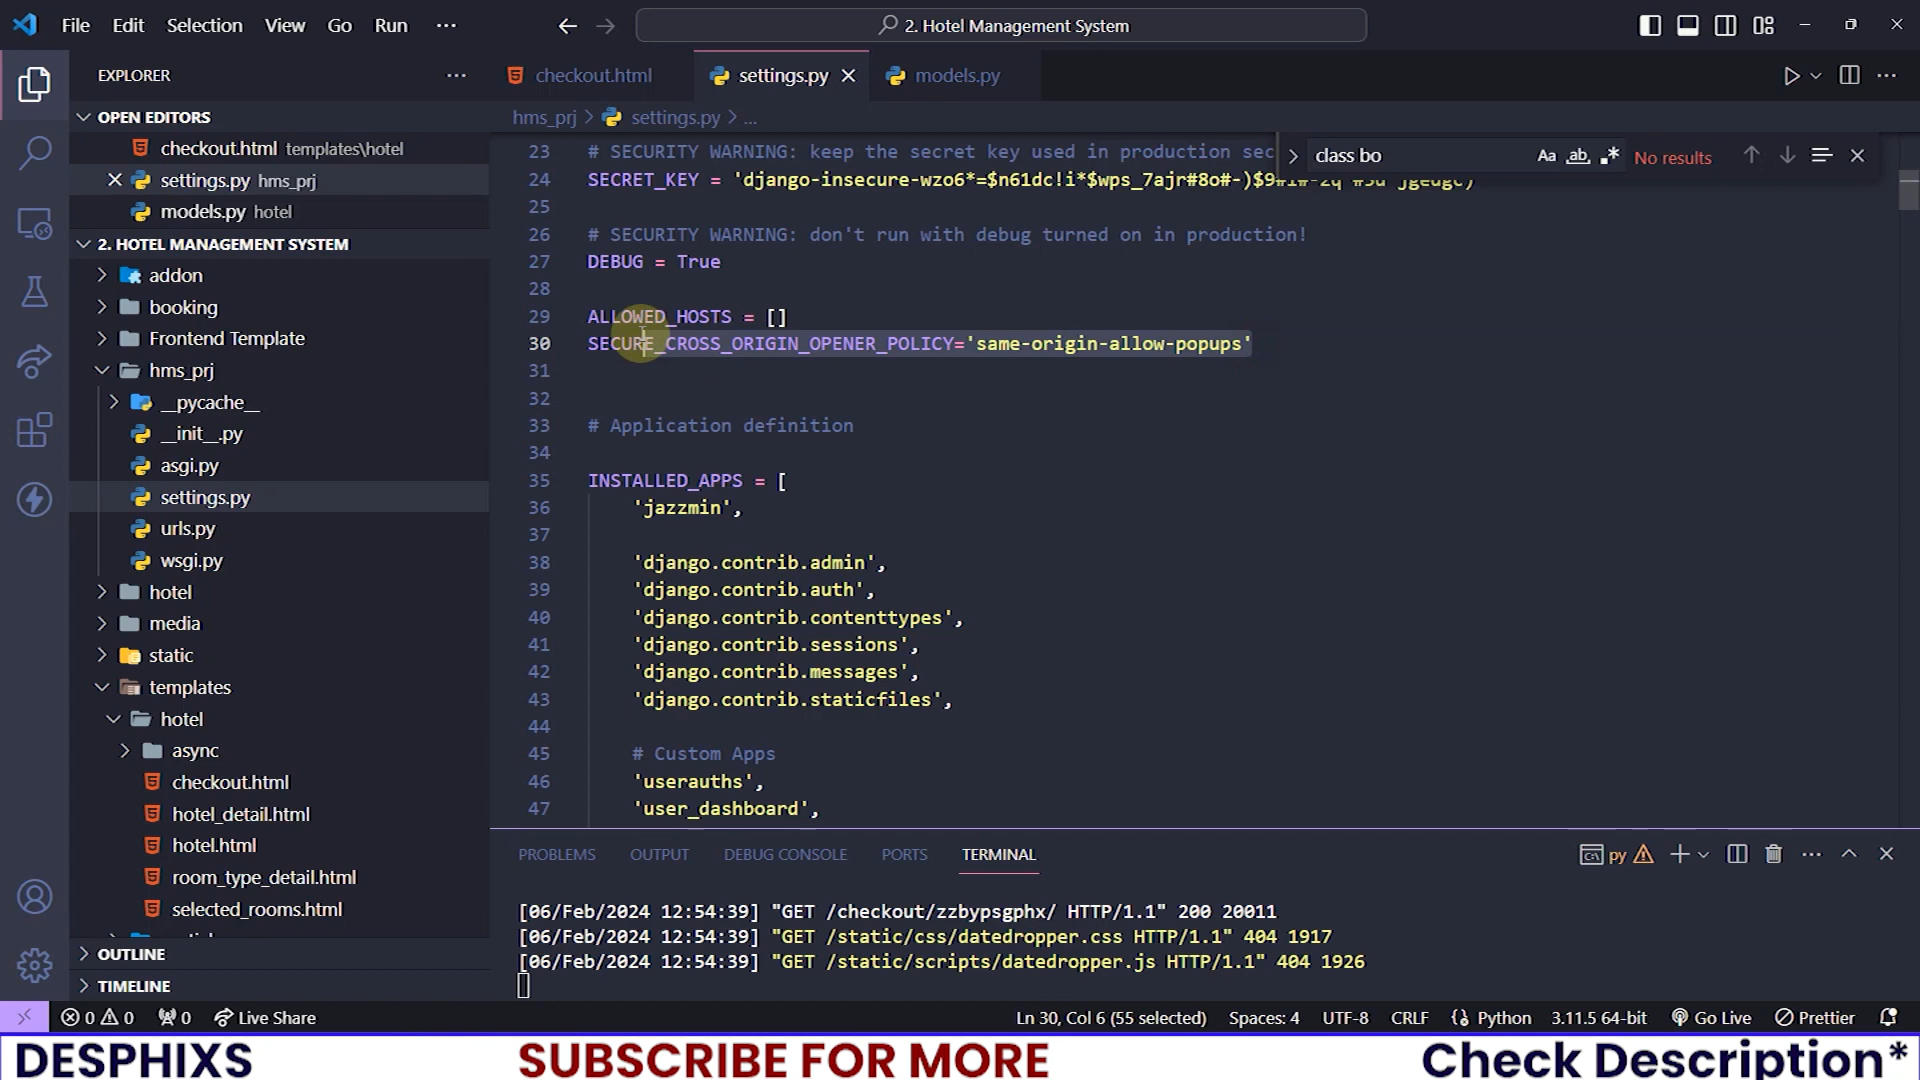 File Edit Selection View Go Run ··· 2. Hotel Management System
EXPLORER ···
OPEN EDITORS
checkout.html templates\hotel
settings.py hms_prj
models.py hotel
2. HOTEL MANAGEMENT SYSTEM
addon
booking
Frontend Template
hms_prj
__pycache__
__init__.py
asgi.py
settings.py
urls.py
wsgi.py
hotel
media
static
templates
hotel
async
checkout.html
hotel_detail.html
hotel.html
room_type_detail.html
selected_rooms.html
OUTLINE
TIMELINE
checkout.html settings.py models.py
hms_prj > settings.py > ...
class bo Aa ab .* No results
23 # SECURITY WARNING: keep the secret key used in production sec
24 SECRET_KEY =
25
26 # SECURITY WARNING: don't run with debug turned on in production!
27 DEBUG = True
28
29 ALLOWED_HOSTS = []
30 SECURE_CROSS_ORIGIN_OPENER_POLICY='same-origin-allow-popups'
31
32
33 # Application definition
34
35 INSTALLED_APPS = [
36 'jazzmin',
37
38 'django.contrib.admin',
39 'django.contrib.auth',
40 'django.contrib.contenttypes',
41 'django.contrib.sessions',
42 'django.contrib.messages',
43 'django.contrib.staticfiles',
44
45 # Custom Apps
46 'userauths',
47 'user_dashboard',
PROBLEMS OUTPUT DEBUG CONSOLE PORTS TERMINAL py
[06/Feb/2024 12:54:39] "GET /checkout/zzbypsgphx/ HTTP/1.1" 200 20011
[06/Feb/2024 12:54:39] "GET /static/css/datedropper.css HTTP/1.1" 404 1917
[06/Feb/2024 12:54:39] "GET /static/scripts/datedropper.js HTTP/1.1" 404 1926
0 0 0 Live Share Ln 30, Col 6 (55 selected) Spaces: 4 UTF-8 CRLF Python 3.11.5 64-bit Go Live Prettier
DESPHIXS SUBSCRIBE FOR MORE Check Description*